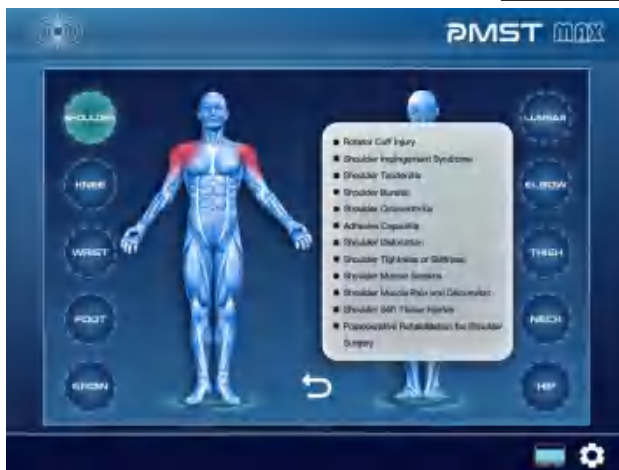 PMST MAX
SHOULDER
KNEE
WRIST
FOOT
GROIN
Rotator Cuff Injury
Shoulder Impingement Syndrome
Shoulder Tendonitis
Shoulder Bursitis
Shoulder Osteoarthritis
Adhesive Capsulitis
Shoulder Dislocation
Shoulder Tightness or Stiffness
Shoulder Muscle
Shoulder Muscle Pain and Discomfort
Shoulder Soft Tissue Injuries
Postoperative Rehabilitation for Shoulder
Surgery
LUMBAR
ELBOW
THIGH
NECK
HIP